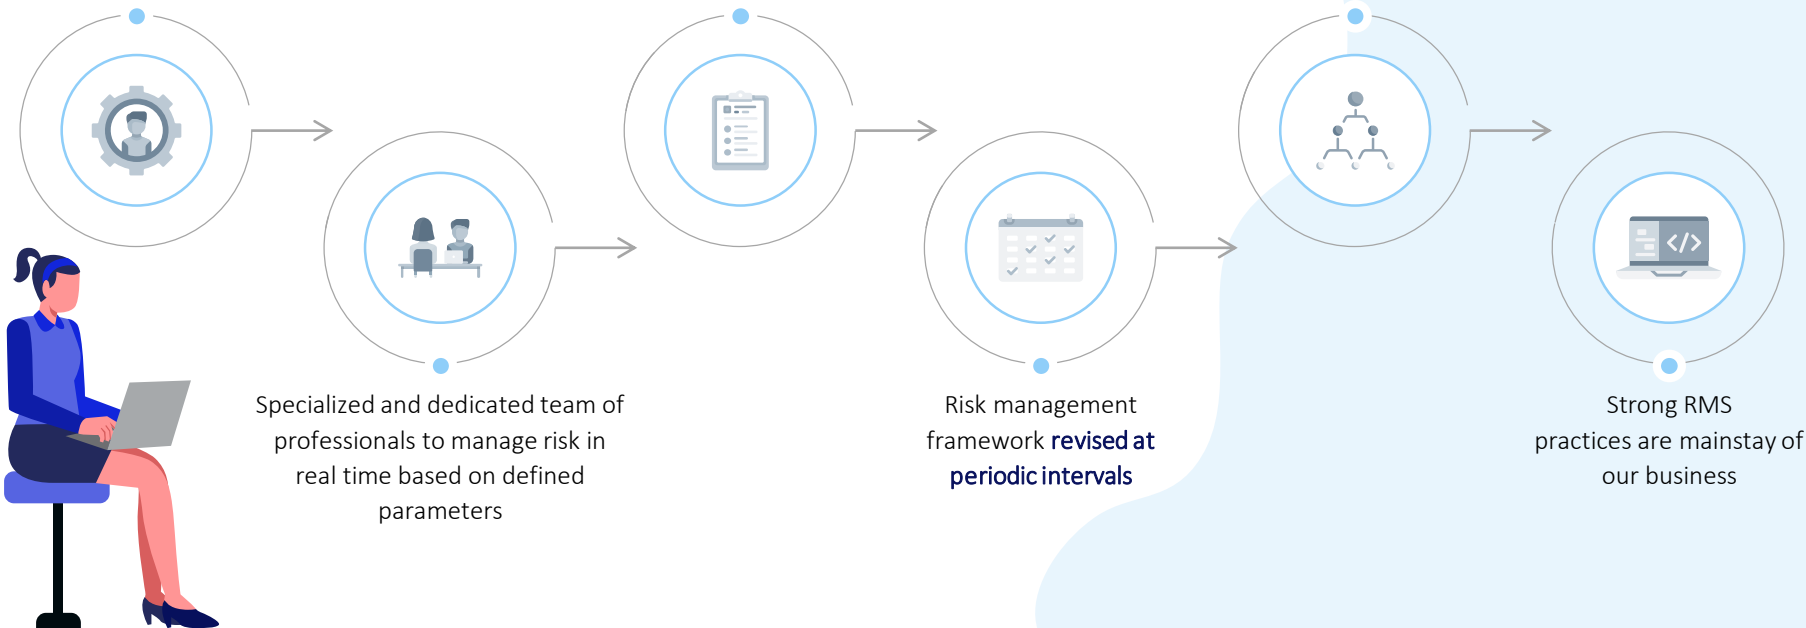 Specialized and dedicated team of
professionals to manage risk in
real time based on defined
parameters
Risk management
framework revised at
periodic intervals
Strong RMS
practices are mainstay of
our business